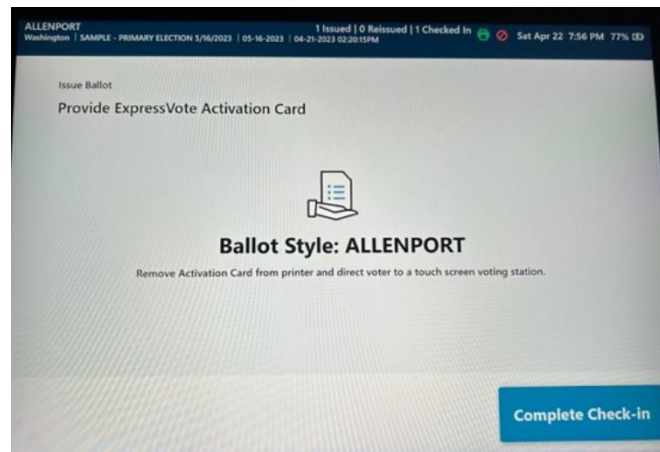 ALLENPORT
1 Issued | 0 Reissued | 1 Checked In
Washington | SAMPLE - PRIMARY ELECTION 5/16/2023 | 05-16-2023 | 04-21-2023 02:20:15PM
Sat Apr 22 7:56 PM 77%
Issue Ballot
Provide ExpressVote Activation Card
Ballot Style: ALLENPORT
Remove Activation Card from printer and direct voter to a touch screen voting station.
Complete Check-in